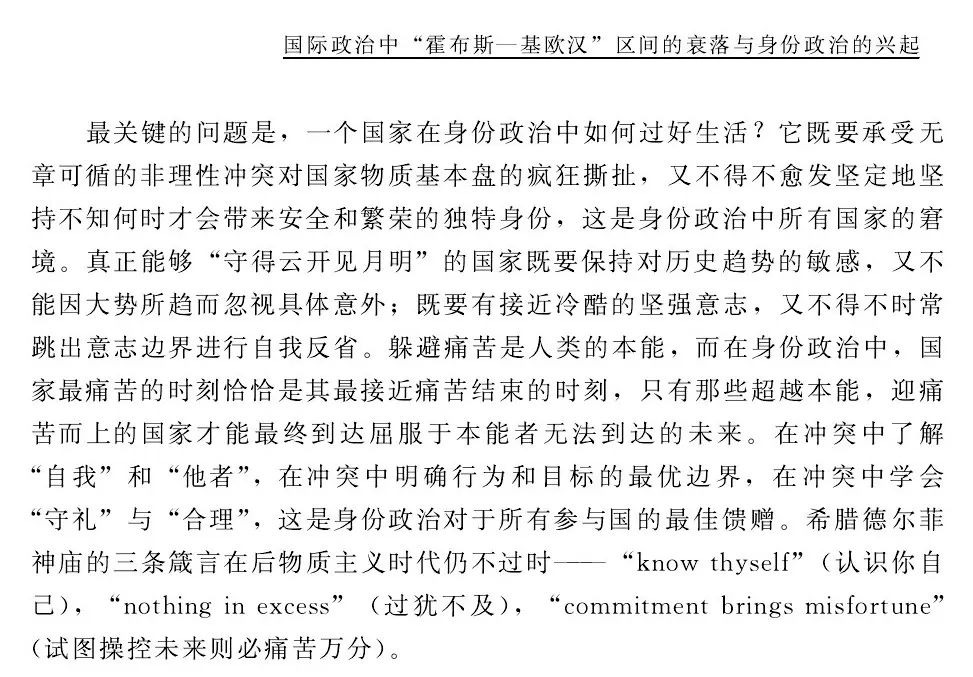 国际政治中“霍布斯—基欧汉”区间的衰落与身份政治的兴起
最关键的问题是，一个国家在身份政治中如何过好生活？它既要承受无
章可循的非理性冲突对国家物质基本盘的疯狂撕扯，又不得不愈发坚定地坚
持不知何时才会带来安全和繁荣的独特身份，这是身份政治中所有国家的窘
境。真正能够“守得云开见月明”的国家既要保持对历史趋势的敏感，又不
能因大势所趋而忽视具体意外；既要有接近冷酷的坚强意志，又不得不时常
跳出意志边界进行自我反省。躲避痛苦是人类的本能，而在身份政治中，国
家最痛苦的时刻恰恰是其最接近痛苦结束的时刻，只有那些超越本能，迎痛
苦而上的国家才能最终到达屈服于本能者无法到达的未来。在冲突中了解
“自我”和“他者”，在冲突中明确行为和目标的最优边界，在冲突中学会
“守礼”与“合理”，这是身份政治对于所有参与国的最佳馈赠。希腊德尔菲
神庙的三条箴言在后物质主义时代仍不过时——“know thyself”（认识你自
己），“nothing in excess”（过犹不及），“commitment brings misfortune”
（试图操控未来则必痛苦万分）。